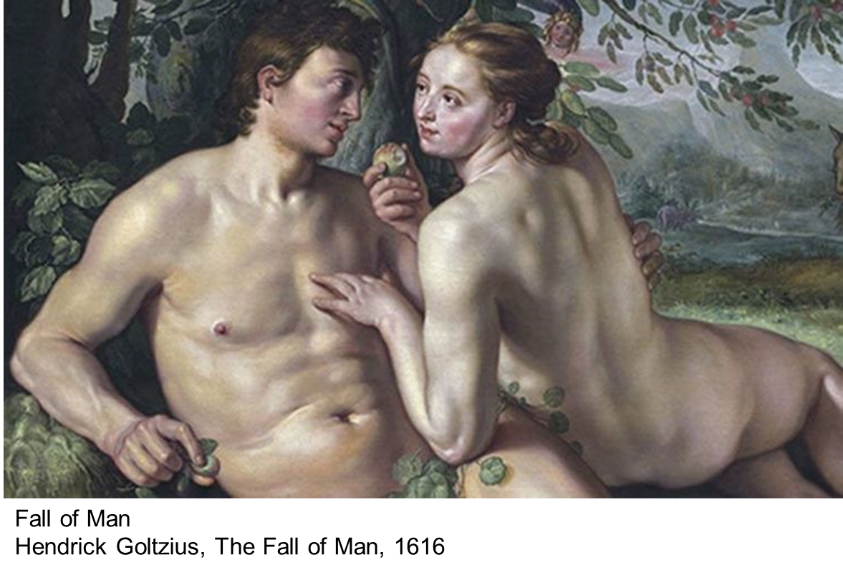 Fall of Man
Hendrick Goltzius, The Fall of Man, 1616